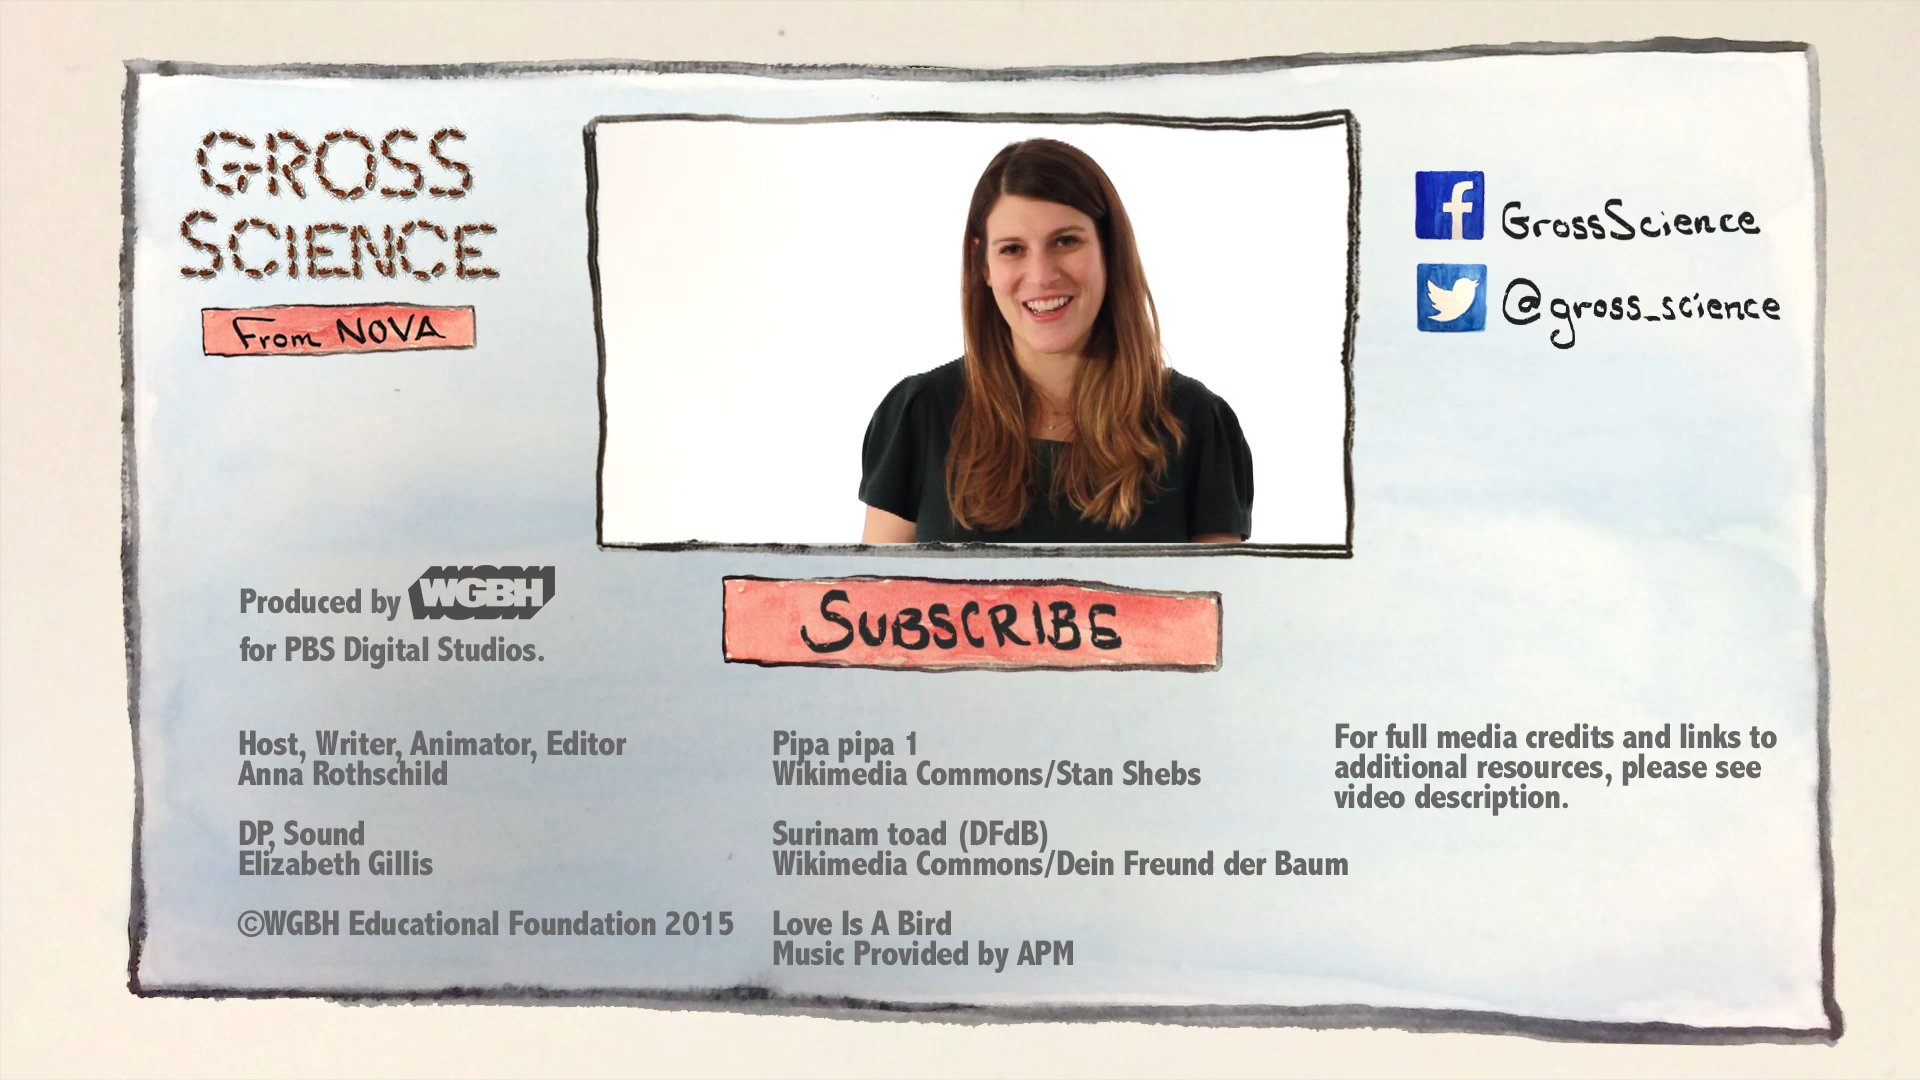 GROSS
SCIENCE
From NOVA
f GrossScience
@gross_science
Produced by WGBH
for PBS Digital Studios.
SUBSCRIBE
Host, Writer, Animator, Editor
Anna Rothschild
DP, Sound
Elizabeth Gillis
©WGBH Educational Foundation 2015
Pipa pipa 1
Wikimedia Commons/Stan Shebs
Surinam toad (DFdB)
Wikimedia Commons/Dein Freund der Baum
Love Is A Bird
Music Provided by APM
For full media credits and links to
additional resources, please see
video description.